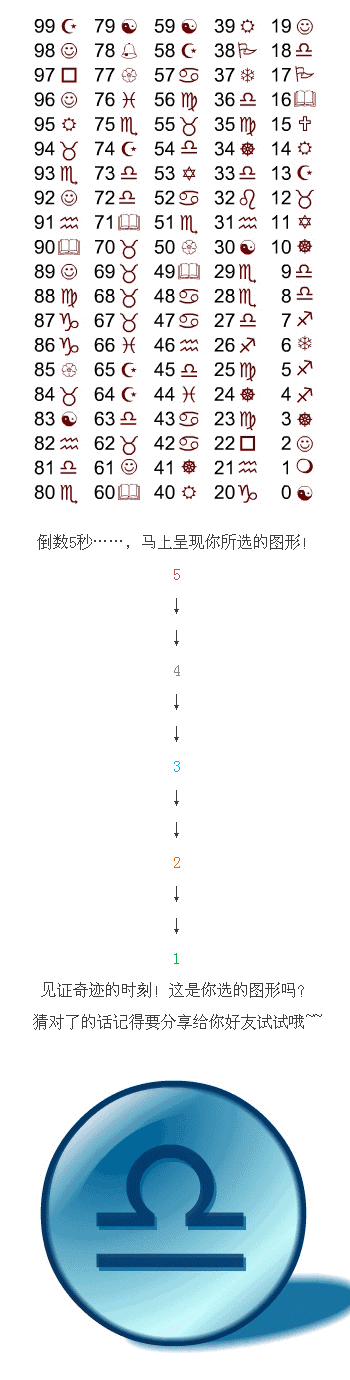 99 ☪ 79 ☯ 59 ☯ 39 ☼ 19 ☺
98 ☺ 78 🔔 58 ☪ 38 🏱 18 ♎
97 □ 77 🏵 57 ♋ 37 ❄ 17 🏱
96 ☺ 76 ♓ 56 ♍ 36 ♎ 16 🕮
95 ☼ 75 ♏ 55 ♉ 35 ♍ 15 ✞
94 ♉ 74 ☪ 54 ♎ 34 ☸ 14 ☼
93 ♏ 73 ♎ 53 ✡ 33 ♎ 13 ☪
92 ☺ 72 ♎ 52 ♋ 32 ♌ 12 ♉
91 ♒ 71 🕮 51 ♏ 31 ♒ 11 ✡
90 🕮 70 ♉ 50 🏵 30 ☯ 10 ☸
89 ☺ 69 ♉ 49 🕮 29 ♏ 9 ♎
88 ♍ 68 ♉ 48 ♋ 28 ♏ 8 ♎
87 ♑ 67 ♉ 47 ♋ 27 ♎ 7 ♐
86 ♑ 66 ♓ 46 ♒ 26 ♐ 6 ❄
85 🏵 65 ☪ 45 ♎ 25 ♍ 5 ♐
84 ♉ 64 ☪ 44 ♓ 24 ☸ 4 ♐
83 ☯ 63 ♎ 43 ♋ 23 ♍ 3 ☸
82 ♒ 62 ♉ 42 ♋ 22 □ 2 ☺
81 ♎ 61 ☺ 41 ☸ 21 ♒ 1 ❍
80 ♏ 60 🕮 40 ☼ 20 ♑ 0 ☯
倒数5秒……，马上呈现你所选的图形!
5
↓
↓
4
↓
↓
3
↓
↓
2
↓
↓
1
见证奇迹的时刻! 这是你选的图形吗?
猜对了的话记得要分享给你好友试试哦~~
♎